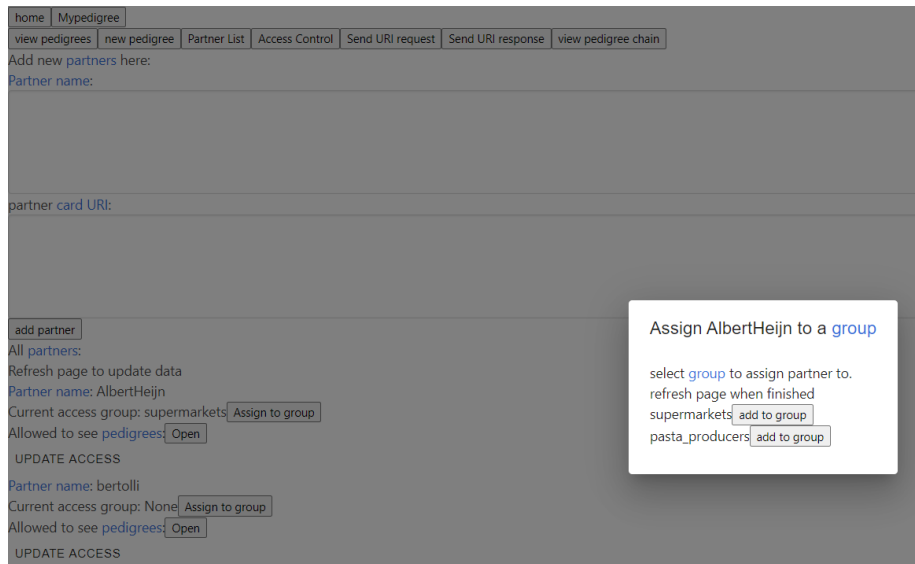 home Mypedigree
view pedigrees new pedigree Partner List Access Control Send URI request Send URI response view pedigree chain
Add new partners here:
Partner name:
partner card URI:
add partner
All partners:
Refresh page to update data
Partner name: AlbertHeijn
Current access group: supermarkets Assign to group
Allowed to see pedigrees: Open
UPDATE ACCESS
Partner name: bertolli
Current access group: None Assign to group
Allowed to see pedigrees: Open
UPDATE ACCESS
Assign AlbertHeijn to a group
select group to assign partner to.
refresh page when finished
supermarkets add to group
pasta_producers add to group